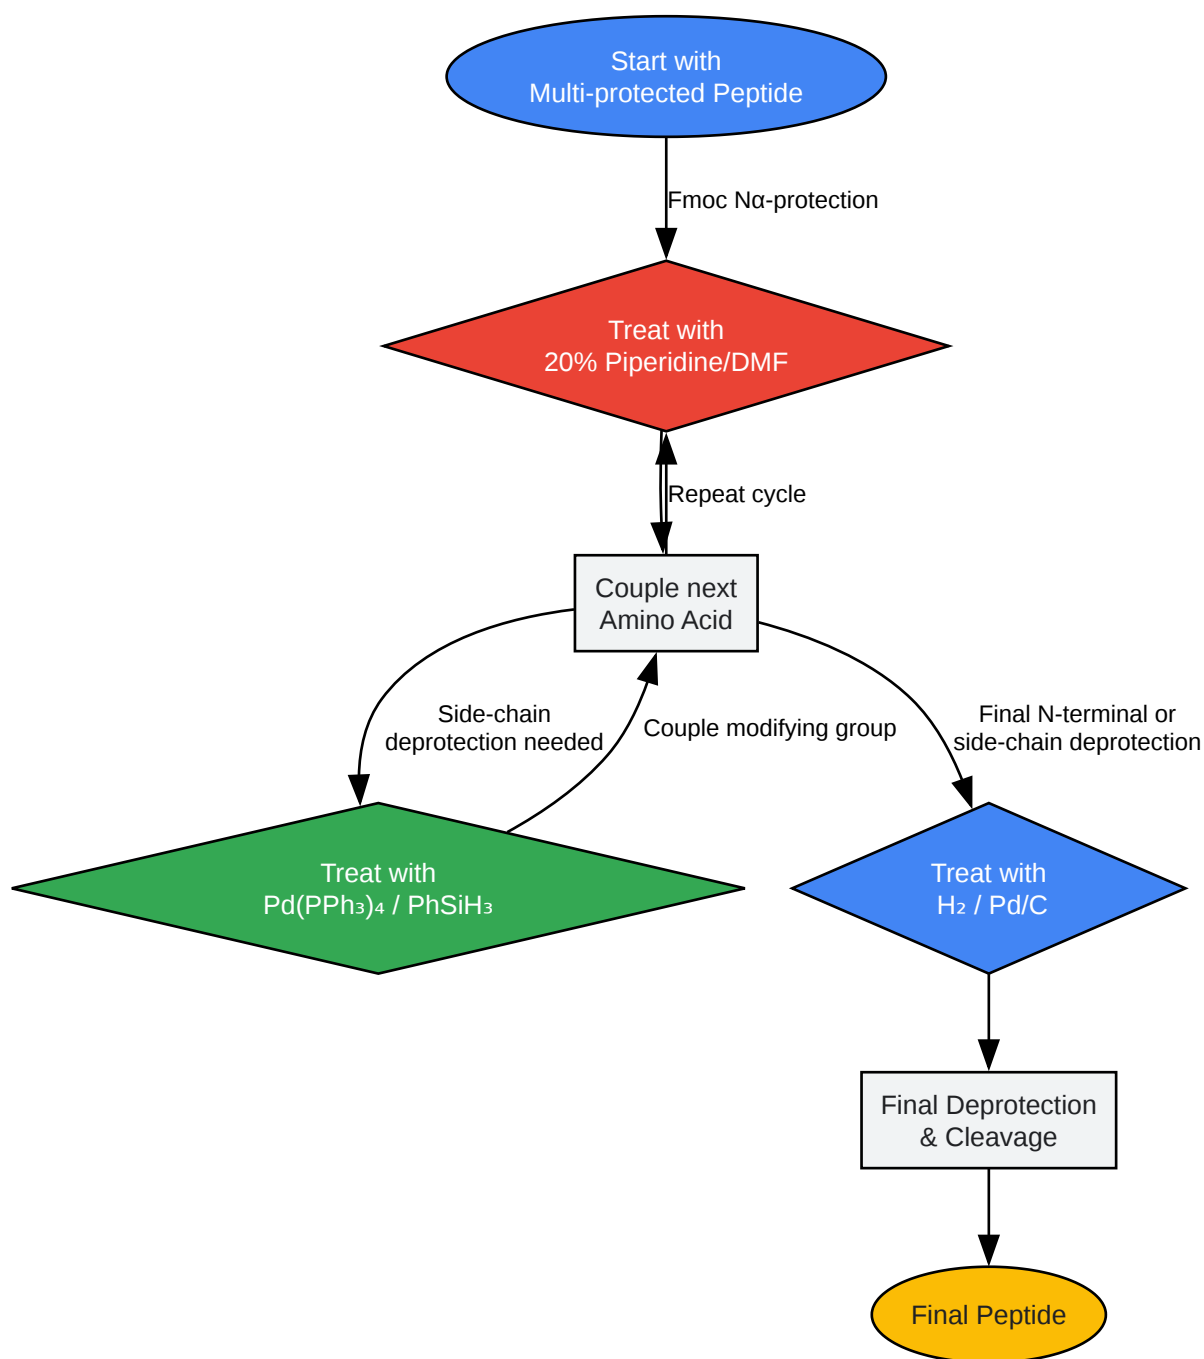 Start with
Multi-protected Peptide
Fmoc Nα-protection
Treat with
20% Piperidine/DMF
Repeat cycle
Couple next
Amino Acid
Side-chain
deprotection needed
Couple modifying group
Final N-terminal or
side-chain deprotection
Treat with
Pd(PPh₃)₄ / PhSiH₃
Treat with
H₂ / Pd/C
Final Deprotection
& Cleavage
Final Peptide